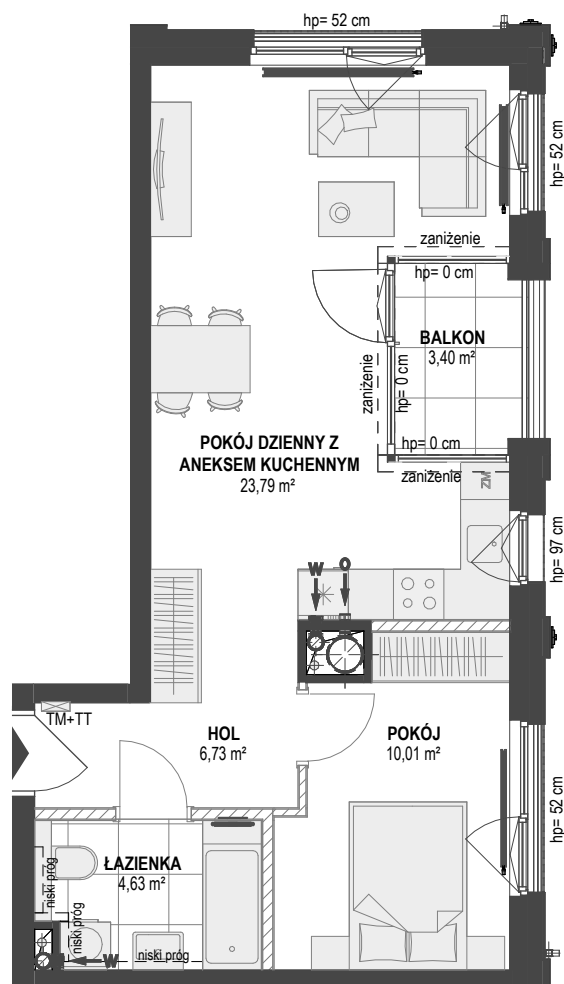 hp= 52 cm
hp= 52 cm
zaniżenie
hp= 0 cm
BALKON
3,40 m²
zaniżenie
hp= 0 cm
hp= 0 cm
zaniżenie
POKÓJ DZIENNY Z
ANEKSEM KUCHENNYM
23,79 m²
ZM
hp= 97 cm
W
O
TM+TT
HOL
6,73 m²
POKÓJ
10,01 m²
hp= 52 cm
ŁAZIENKA
4,63 m²
niski próg
niski próg
niski próg
W